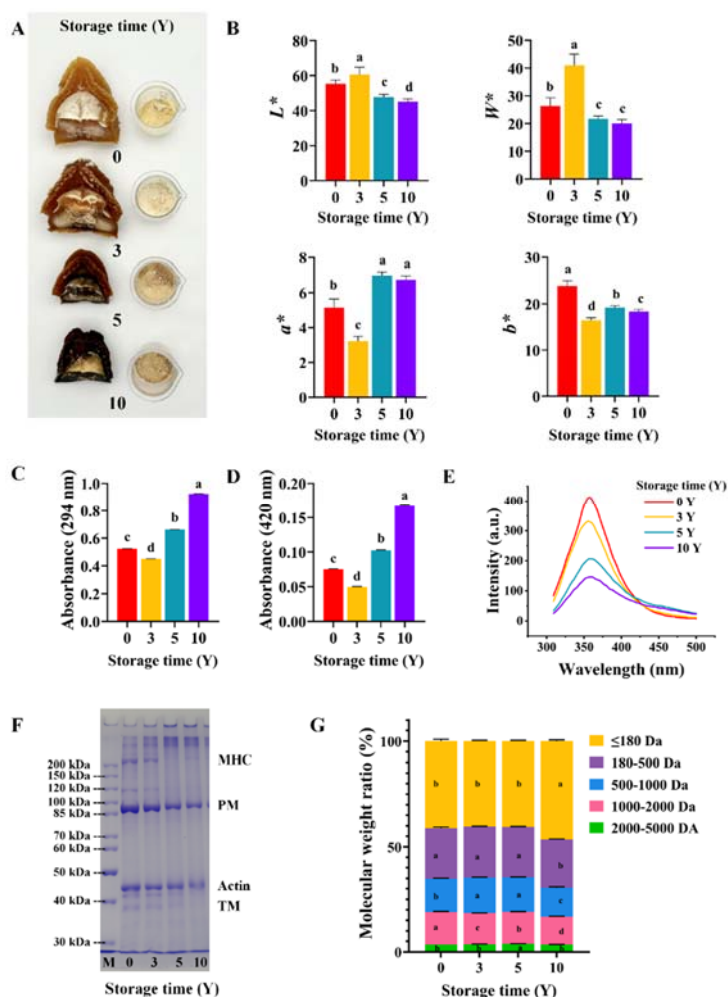 A
Storage time (Y)
0
3
5
10
B
L*
80
60
40
20
0
b
a
c
d
0 3 5 10
Storage time (Y)
W*
50
40
30
20
10
0
b
a
c
c
0 3 5 10
Storage time (Y)
a*
8
6
4
2
0
b
c
a
a
0 3 5 10
Storage time (Y)
b*
30
20
10
0
a
d
b
c
0 3 5 10
Storage time (Y)
C
Absorbance (294 nm)
1.0
0.8
0.6
0.4
0.2
0.0
c
d
b
a
0 3 5 10
Storage time (Y)
D
Absorbance (420 nm)
0.20
0.15
0.10
0.05
0.00
c
d
b
a
0 3 5 10
Storage time (Y)
E
Storage time (Y)
0 Y
3 Y
5 Y
10 Y
Intensity (a.u.)
400
300
200
100
0
300 350 400 450 500
Wavelength (nm)
F
200 kDa
150 kDa
120 kDa
100 kDa
85 kDa
70 kDa
60 kDa
50 kDa
40 kDa
30 kDa
MHC
PM
Actin
TM
M 0 3 5 10
Storage time (Y)
G
Molecular weight ratio (%)
100
50
0
b b b a
a a a b
b a a c
a c b d
b b a b
0 3 5 10
Storage time (Y)
≤180 Da
180-500 Da
500-1000 Da
1000-2000 Da
2000-5000 DA